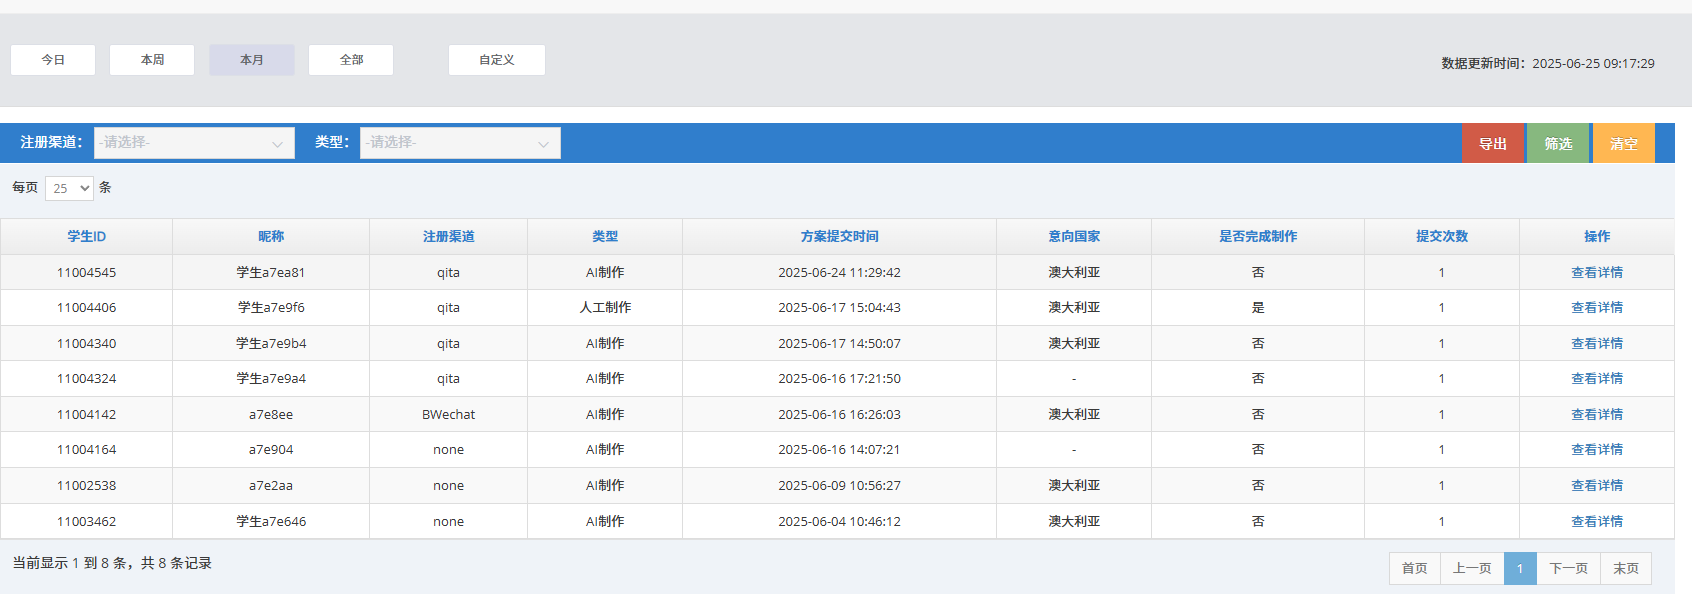 今日 本周 本月 全部 自定义
数据更新时间：2025-06-25 09:17:29
注册渠道： -请选择- 类型： -请选择- 导出 筛选 清空
每页 25 条
学生ID 昵称 注册渠道 类型 方案提交时间 意向国家 是否完成制作 提交次数 操作
11004545 学生a7ea81 qita AI制作 2025-06-24 11:29:42 澳大利亚 否 1 查看详情
11004406 学生a7e9f6 qita 人工制作 2025-06-17 15:04:43 澳大利亚 是 1 查看详情
11004340 学生a7e9b4 qita AI制作 2025-06-17 14:50:07 澳大利亚 否 1 查看详情
11004324 学生a7e9a4 qita AI制作 2025-06-16 17:21:50 - 否 1 查看详情
11004142 a7e8ee BWechat AI制作 2025-06-16 16:26:03 澳大利亚 否 1 查看详情
11004164 a7e904 none AI制作 2025-06-16 14:07:21 - 否 1 查看详情
11002538 a7e2aa none AI制作 2025-06-09 10:56:27 澳大利亚 否 1 查看详情
11003462 学生a7e646 none AI制作 2025-06-04 10:46:12 澳大利亚 否 1 查看详情
当前显示 1 到 8 条，共 8 条记录
首页 上一页 1 下一页 末页